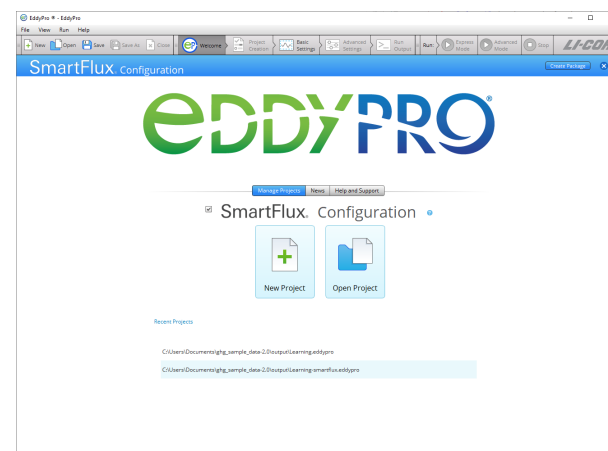 EddyPro ® - EddyPro
File View Run Help
New Open Save Save As Close Welcome Project Creation Basic Settings Advanced Settings Run Output Run: Express Mode Advanced Mode Stop LI-COR
SmartFlux. Configuration Create Package
eDDYPRO
Manage Projects News Help and Support
SmartFlux. Configuration
New Project Open Project
Recent Projects
C:\Users\Documents\ghg_sample_data-2.0\output\Learning.eddypro
C:\Users\Documents\ghg_sample_data-2.0\output\Learning-smartflux.eddypro